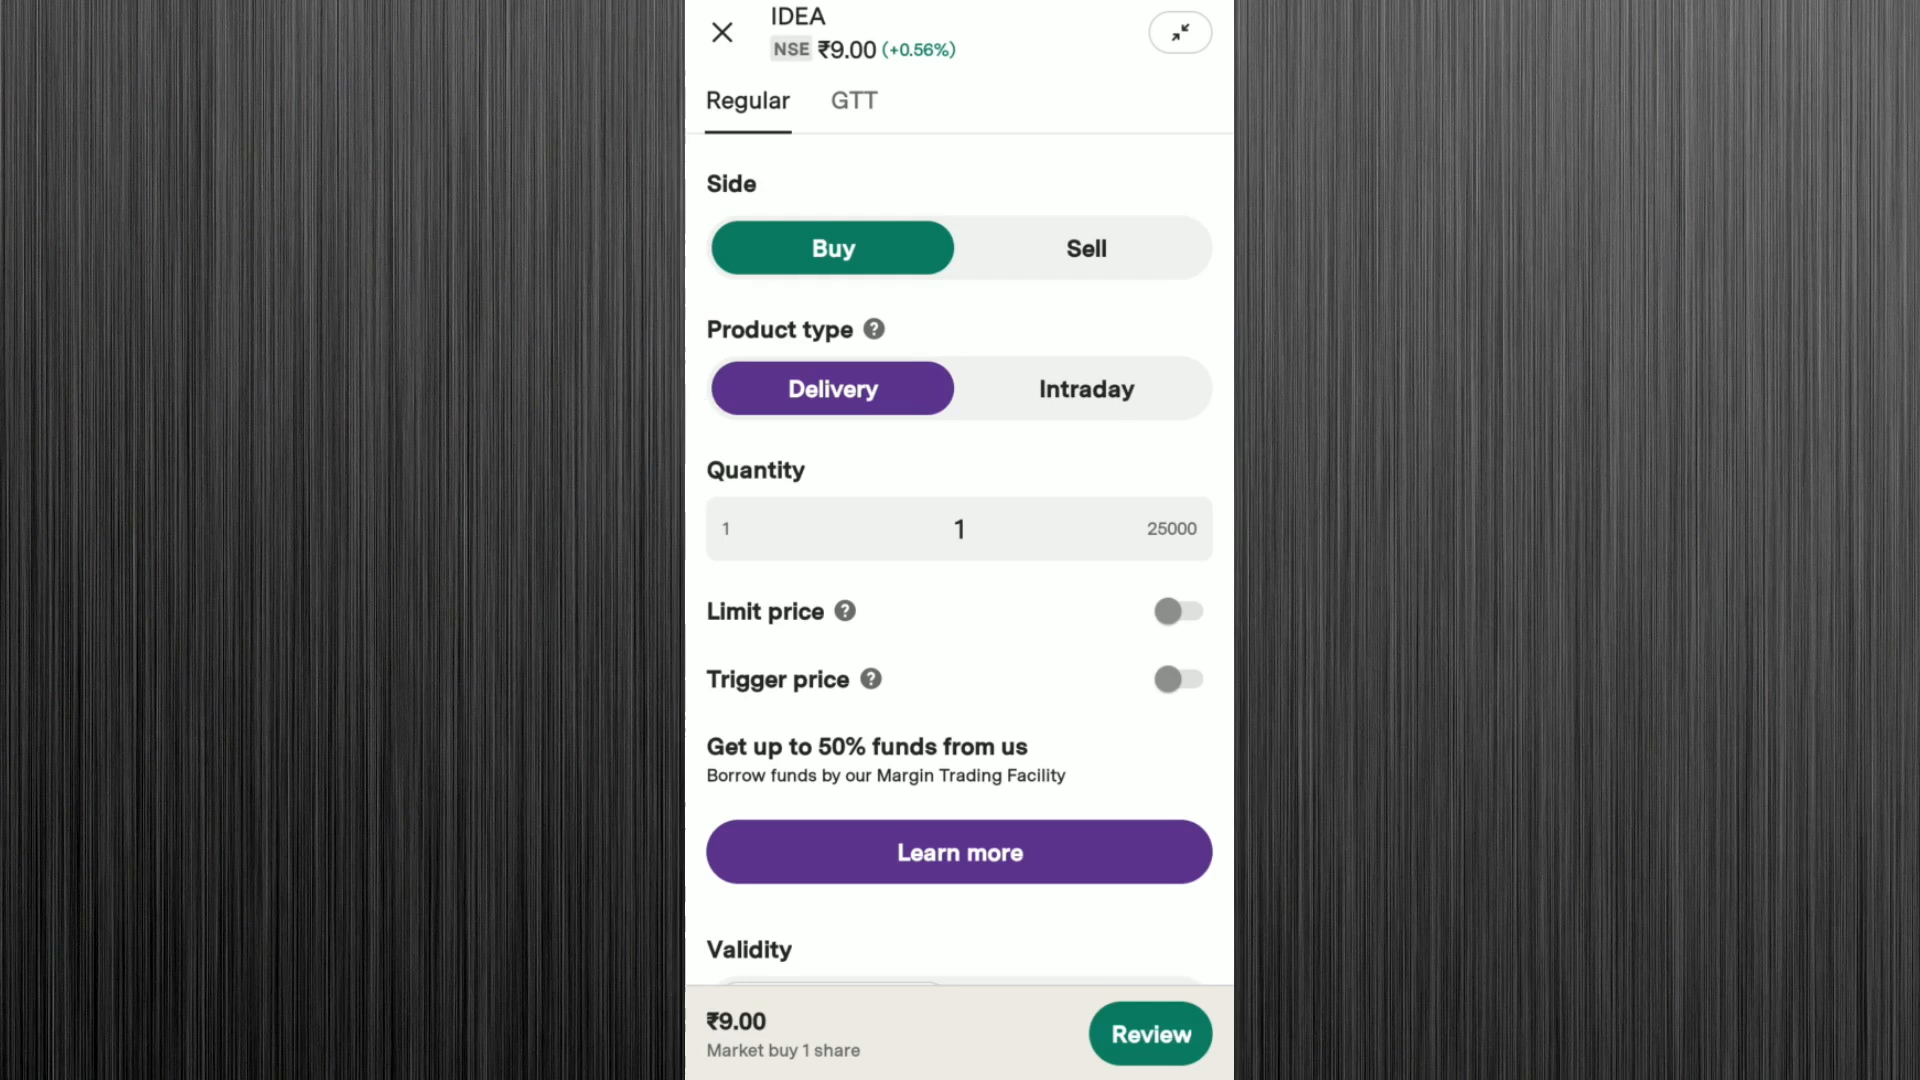 IDEA
NSE ₹9.00 (+0.56%)
Regular GTT
Side
Buy Sell
Product type ?
Delivery Intraday
Quantity
1 1 25000
Limit price ?
Trigger price ?
Get up to 50% funds from us
Borrow funds by our Margin Trading Facility
Learn more
Validity
₹9.00
Market buy 1 share
Review